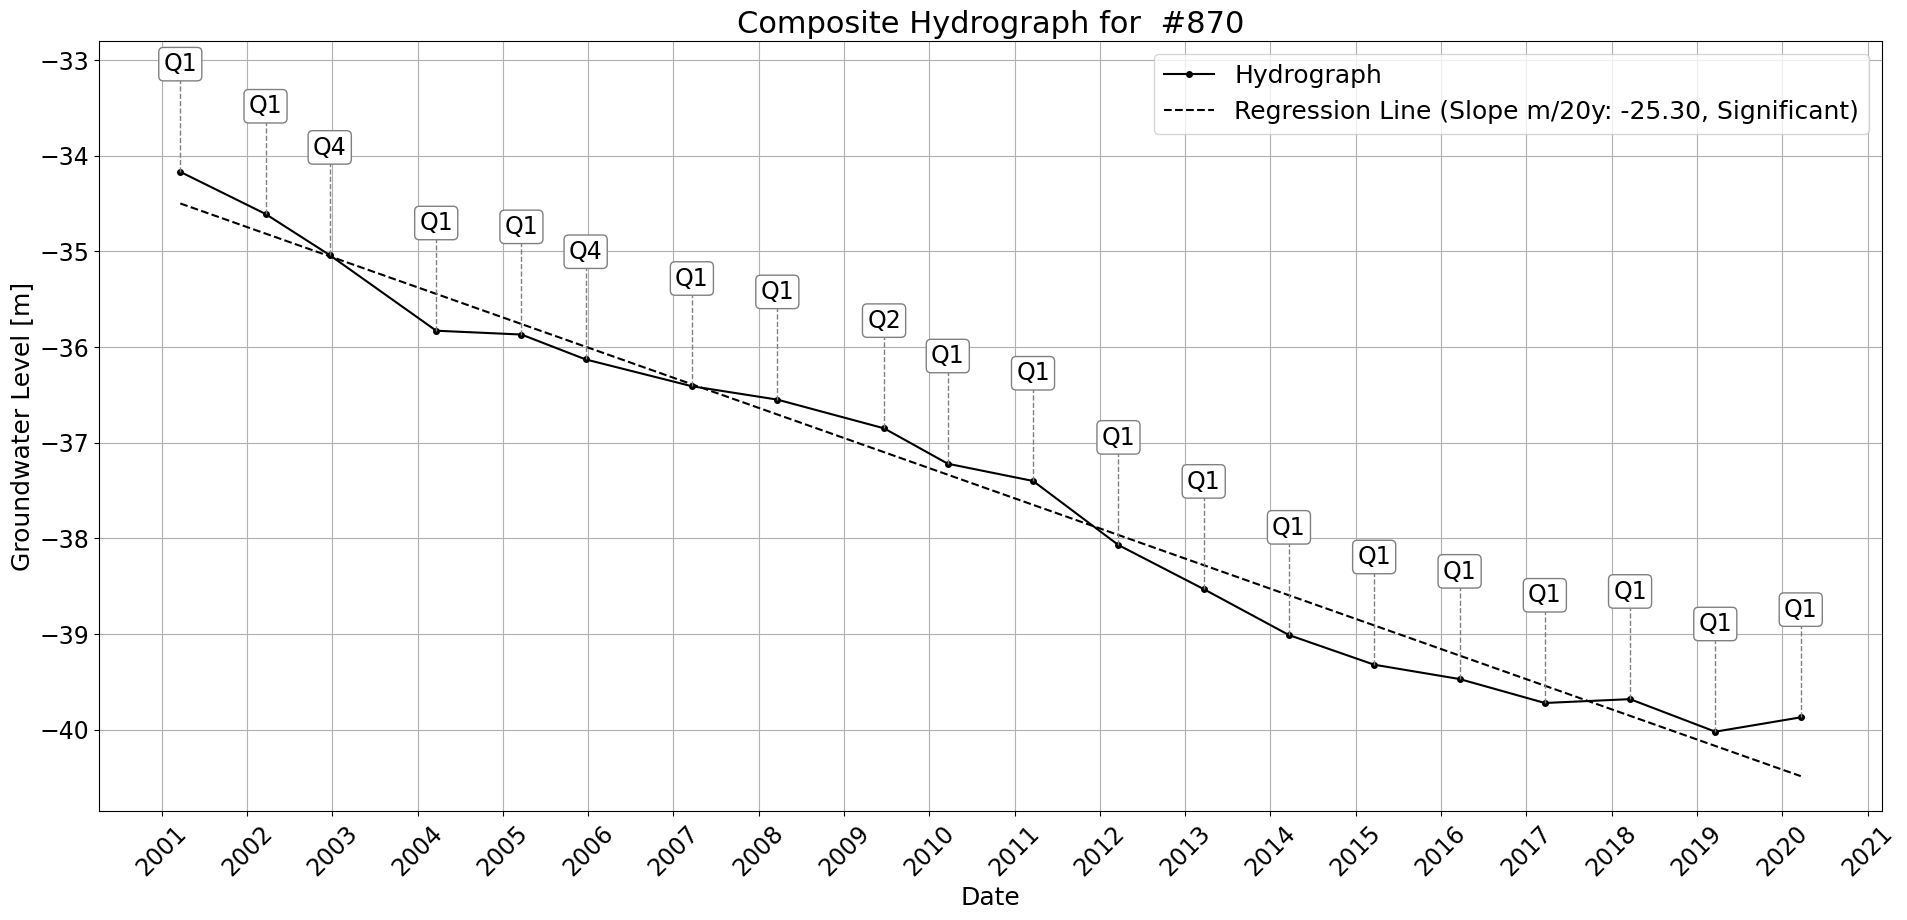 Composite Hydrograph for  #870
Hydrograph
Regression Line (Slope m/20y: -25.30, Significant)
Groundwater Level [m]
−33
−34
−35
−36
−37
−38
−39
−40
Q1
Q1
Q4
Q1
Q1
Q4
Q1
Q1
Q2
Q1
Q1
Q1
Q1
Q1
Q1
Q1
Q1
Q1
Q1
Q1
2001
2002
2003
2004
2005
2006
2007
2008
2009
2010
2011
2012
2013
2014
2015
2016
2017
2018
2019
2020
2021
Date